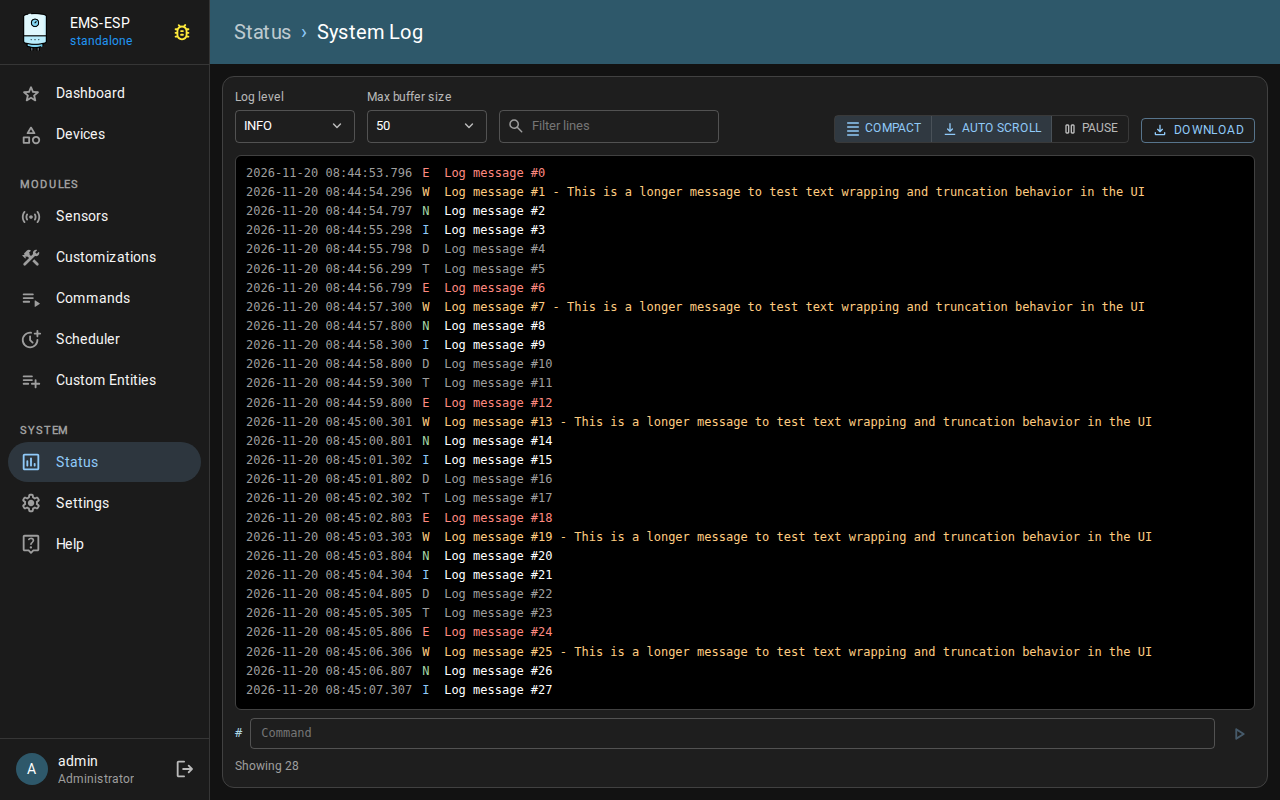 EMS-ESP
standalone
Dashboard
Devices
MODULES
Sensors
Customizations
Commands
Scheduler
Custom Entities
SYSTEM
Status
Settings
Help
A
admin
Administrator
Status › System Log
Log level
Max buffer size
INFO
50
Filter lines
COMPACT
AUTO SCROLL
PAUSE
DOWNLOAD
2026-11-20 08:44:53.796 E Log message #0
2026-11-20 08:44:54.296 W Log message #1 - This is a longer message to test text wrapping and truncation behavior in the UI
2026-11-20 08:44:54.797 N Log message #2
2026-11-20 08:44:55.298 I Log message #3
2026-11-20 08:44:55.798 D Log message #4
2026-11-20 08:44:56.299 T Log message #5
2026-11-20 08:44:56.799 E Log message #6
2026-11-20 08:44:57.300 W Log message #7 - This is a longer message to test text wrapping and truncation behavior in the UI
2026-11-20 08:44:57.800 N Log message #8
2026-11-20 08:44:58.300 I Log message #9
2026-11-20 08:44:58.800 D Log message #10
2026-11-20 08:44:59.300 T Log message #11
2026-11-20 08:44:59.800 E Log message #12
2026-11-20 08:45:00.301 W Log message #13 - This is a longer message to test text wrapping and truncation behavior in the UI
2026-11-20 08:45:00.801 N Log message #14
2026-11-20 08:45:01.302 I Log message #15
2026-11-20 08:45:01.802 D Log message #16
2026-11-20 08:45:02.302 T Log message #17
2026-11-20 08:45:02.803 E Log message #18
2026-11-20 08:45:03.303 W Log message #19 - This is a longer message to test text wrapping and truncation behavior in the UI
2026-11-20 08:45:03.804 N Log message #20
2026-11-20 08:45:04.304 I Log message #21
2026-11-20 08:45:04.805 D Log message #22
2026-11-20 08:45:05.305 T Log message #23
2026-11-20 08:45:05.806 E Log message #24
2026-11-20 08:45:06.306 W Log message #25 - This is a longer message to test text wrapping and truncation behavior in the UI
2026-11-20 08:45:06.807 N Log message #26
2026-11-20 08:45:07.307 I Log message #27
# Command
Showing 28